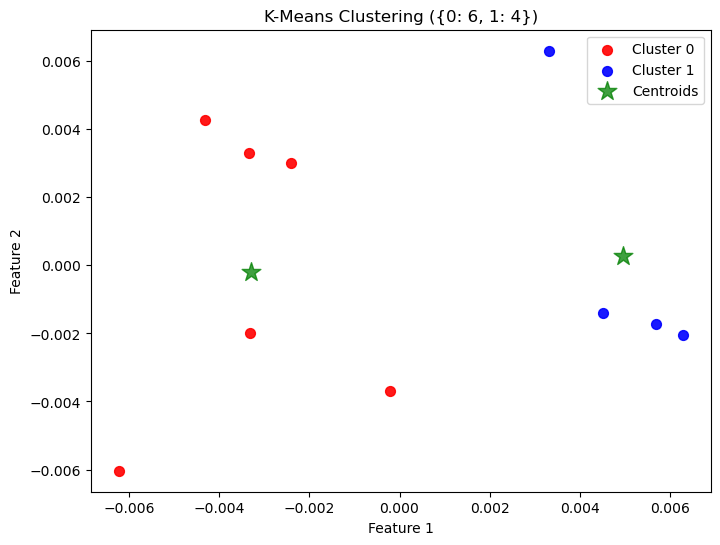 K-Means Clustering ({0: 6, 1: 4})
Cluster 0
Cluster 1
Centroids
Feature 2
0.006
0.004
0.002
0.000
−0.002
−0.004
−0.006
−0.006
−0.004
−0.002
0.000
0.002
0.004
0.006
Feature 1